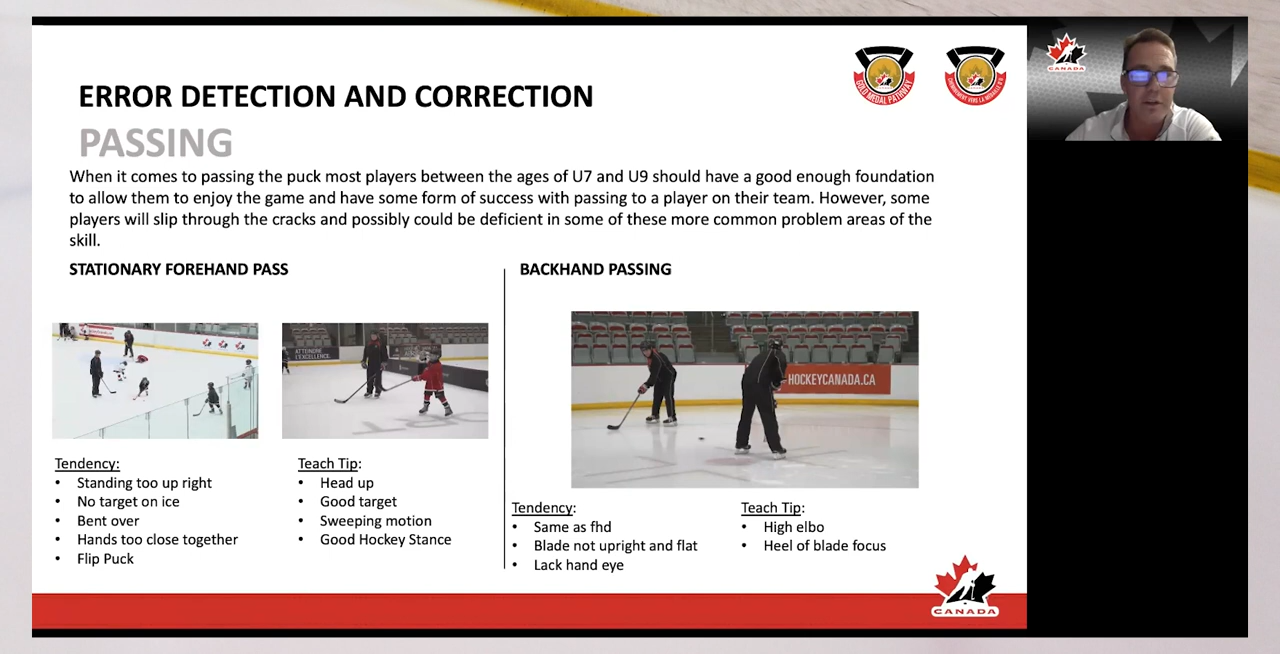 ERROR DETECTION AND CORRECTION
PASSING
When it comes to passing the puck most players between the ages of U7 and U9 should have a good enough foundation
to allow them to enjoy the game and have some form of success with passing to a player on their team. However, some
players will slip through the cracks and possibly could be deficient in some of these more common problem areas of the
skill.
STATIONARY FOREHAND PASS
ATTEINDRE
L'EXCELLENCE.
Tendency:
• Standing too up right
• No target on ice
• Bent over
• Hands too close together
• Flip Puck
Teach Tip:
• Head up
• Good target
• Sweeping motion
• Good Hockey Stance
BACKHAND PASSING
HOCKEYCANADA.CA
Tendency:
• Same as fhd
• Blade not upright and flat
• Lack hand eye
Teach Tip:
• High elbo
• Heel of blade focus
GOLD MEDAL PATHWAY
CANADA
CANADA